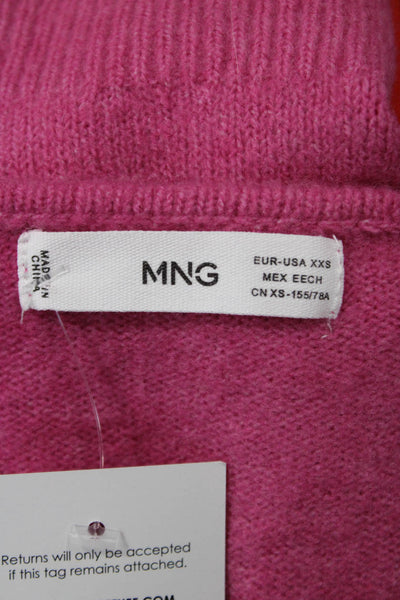 MADE IN
CHINA
MNG
EUR-USA XXS
MEX EECH
CN XS-155/78A
Returns will only be accepted
if this tag remains attached.
.COM